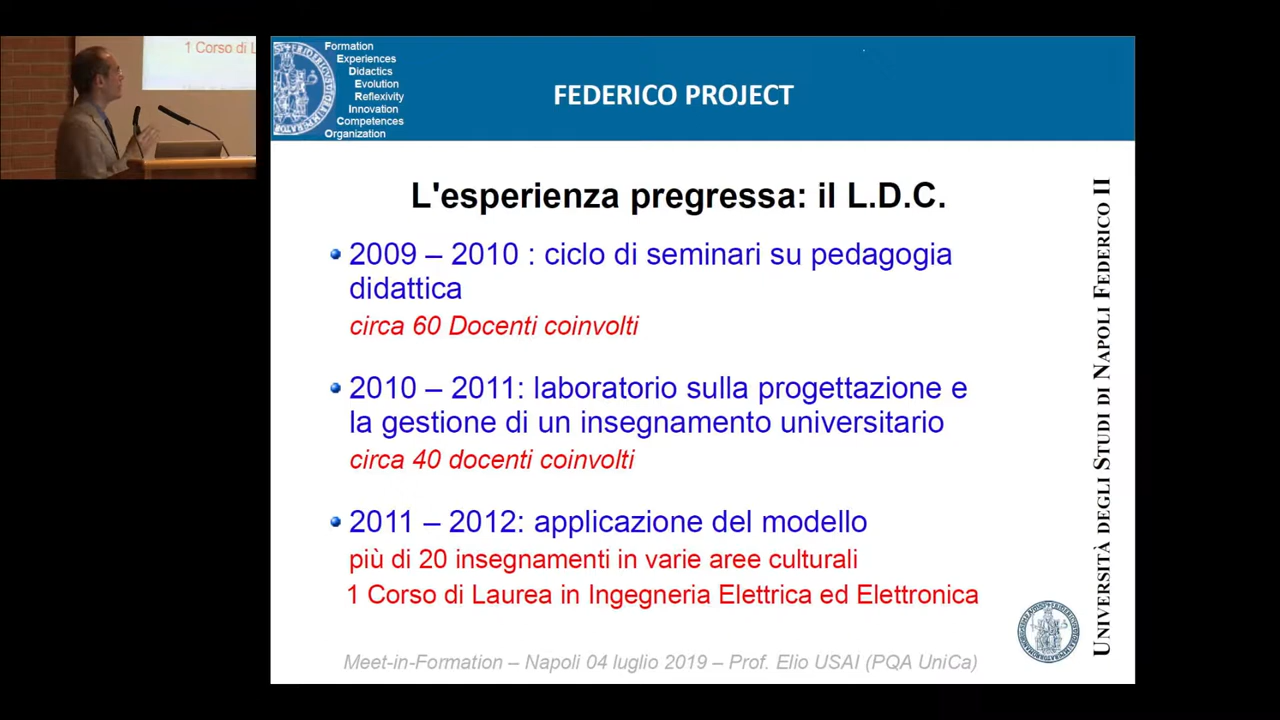 1 Corso di L
Formation
Experiences
Didactics
Evolution
Reflexivity
Innovation
Competences
Organization
FEDERICO PROJECT
L'esperienza pregressa: il L.D.C.
2009 – 2010 : ciclo di seminari su pedagogia
didattica
circa 60 Docenti coinvolti
2010 – 2011: laboratorio sulla progettazione e
la gestione di un insegnamento universitario
circa 40 docenti coinvolti
2011 – 2012: applicazione del modello
più di 20 insegnamenti in varie aree culturali
1 Corso di Laurea in Ingegneria Elettrica ed Elettronica
UNIVERSITÀ DEGLI STUDI DI NAPOLI FEDERICO II
Meet-in-Formation – Napoli 04 luglio 2019 – Prof. Elio USAI (PQA UniCa)